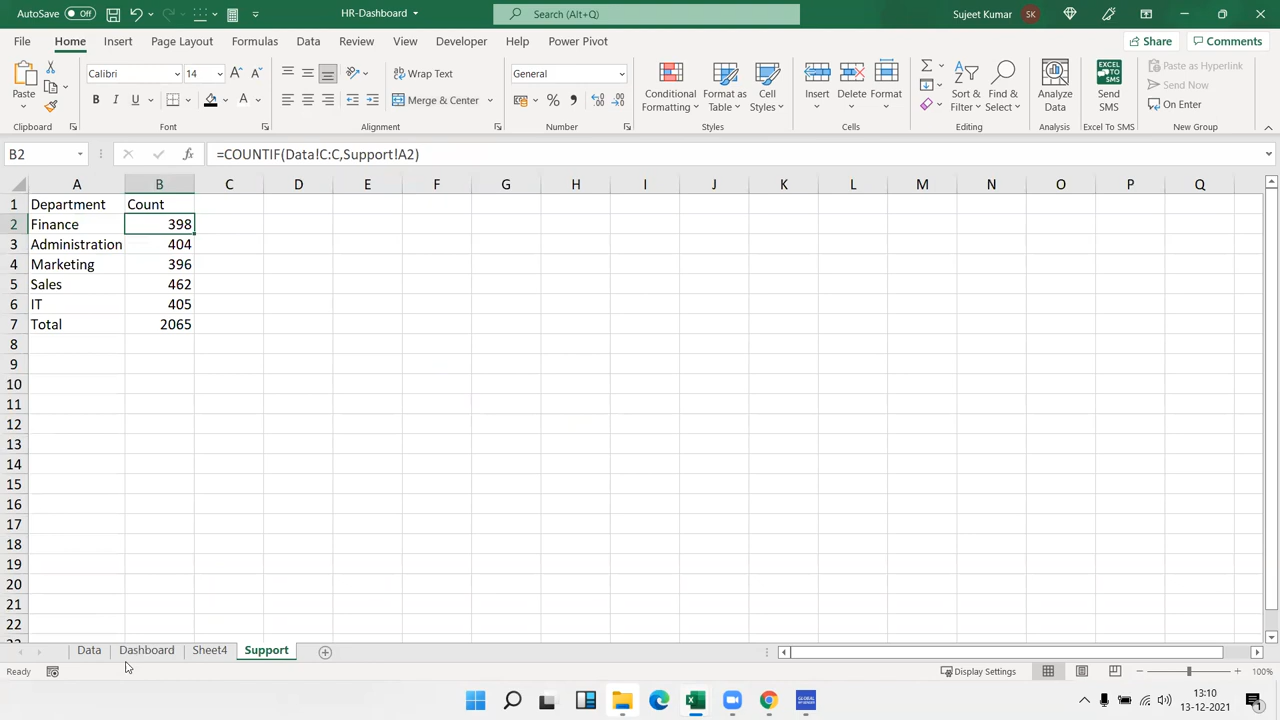 AutoSave Off
HR-Dashboard
Search (Alt+Q)
Sujeet Kumar SK
File Home Insert Page Layout Formulas Data Review View Developer Help Power Pivot
Share Comments
Paste
Clipboard
Calibri 14
B I U
Font
Wrap Text
Merge & Center
Alignment
General
Number
Conditional Formatting
Format as Table
Cell Styles
Styles
Insert Delete Format
Cells
Sort & Filter
Find & Select
Editing
Analyze Data
Analysis
EXCEL TO SMS
Send SMS
Excel To SMS
Paste as Hyperlink
Send Now
On Enter
New Group
B2 fx =COUNTIF(Data!C:C,Support!A2)
A B C D E F G H I J K L M N O P Q
1 Department Count
2 Finance 398
3 Administration 404
4 Marketing 396
5 Sales 462
6 IT 405
7 Total 2065
8
9
10
11
12
13
14
15
16
17
18
19
20
21
22
Data Dashboard Sheet4 Support
Ready
Display Settings
100%
13:10
13-12-2021